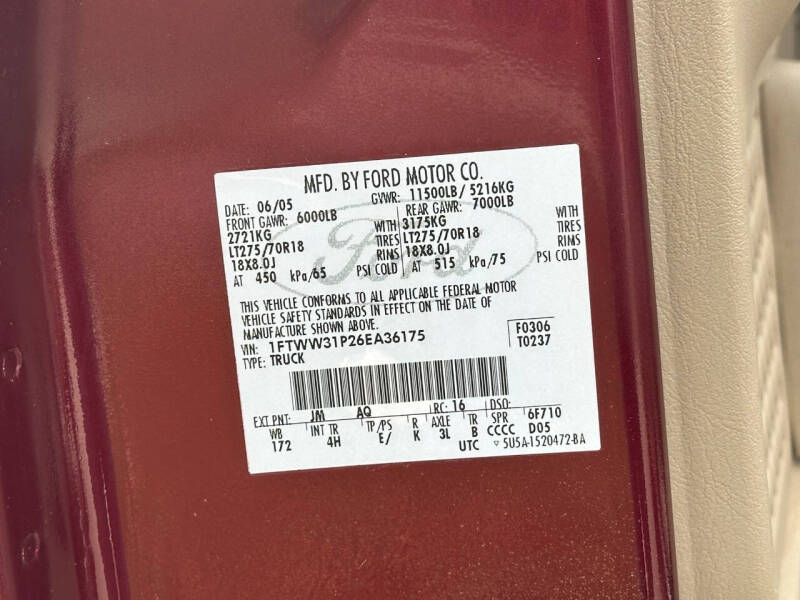 MFD. BY FORD MOTOR CO.
DATE: 06/05 GVWR: 11500LB/ 5216KG
FRONT GAWR: 6000LB REAR GAWR: 7000LB
2721KG WITH 3175KG WITH
LT275/70R18 TIRES LT275/70R18 TIRES
18X8.0J RIMS 18X8.0J RIMS
AT 450 kPa/65 PSI COLD AT 515 kPa/75 PSI COLD
Ford
THIS VEHICLE CONFORMS TO ALL APPLICABLE FEDERAL MOTOR
VEHICLE SAFETY STANDARDS IN EFFECT ON THE DATE OF
MANUFACTURE SHOWN ABOVE.
VIN: 1FTWW31P26EA36175 F0306
TYPE: TRUCK T0237
EXT PNT: JM AQ RC: 16 DSO:
WB INT TR TP/PS R AXLE TR SPR 6F710
172 4H E/ K 3L B CCCC D05
UTC ▽ 5U5A-1520472-BA